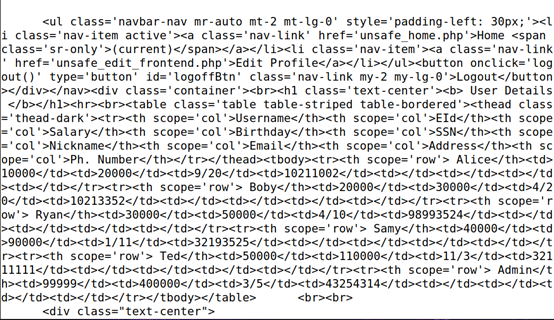 <ul class='navbar-nav mr-auto mt-2 mt-lg-0' style='padding-left: 30px;'><l
i class='nav-item active'><a class='nav-link' href='unsafe_home.php'>Home <span
class='sr-only'>(current)</span></a></li><li class='nav-item'><a class='nav-link
' href='unsafe_edit_frontend.php'>Edit Profile</a></li></ul><button onclick='log
out()' type='button' id='logoffBtn' class='nav-link my-2 my-lg-0'>Logout</button
></div></nav><div class='container'><br><h1 class='text-center'><b> User Details
</b></h1><hr><br><table class='table table-striped table-bordered'><thead class
='thead-dark'><tr><th scope='col'>Username</th><th scope='col'>EId</th><th scope
='col'>Salary</th><th scope='col'>Birthday</th><th scope='col'>SSN</th><th scope
='col'>Nickname</th><th scope='col'>Email</th><th scope='col'>Address</th><th sc
ope='col'>Ph. Number</th></tr></thead><tbody><tr><th scope='row'> Alice</th><td>
10000</td><td>20000</td><td>9/20</td><td>10211002</td><td></td><td></td><td></td
><td></td></tr><tr><th scope='row'> Boby</th><td>20000</td><td>30000</td><td>4/2
0</td><td>10213352</td><td></td><td></td><td></td><td></td></tr><tr><th scope='r
ow'> Ryan</th><td>30000</td><td>50000</td><td>4/10</td><td>98993524</td><td></td
><td></td><td></td><td></td></tr><tr><th scope='row'> Samy</th><td>40000</td><td
>90000</td><td>1/11</td><td>32193525</td><td></td><td></td><td></td><td></td></t
r><tr><th scope='row'> Ted</th><td>50000</td><td>110000</td><td>11/3</td><td>321
11111</td><td></td><td></td><td></td><td></td></tr><tr><th scope='row'> Admin</t
h><td>99999</td><td>400000</td><td>3/5</td><td>43254314</td><td></td><td></td><t
d></td><td></td></tr></tbody></table>      <br><br>
<div class="text-center">